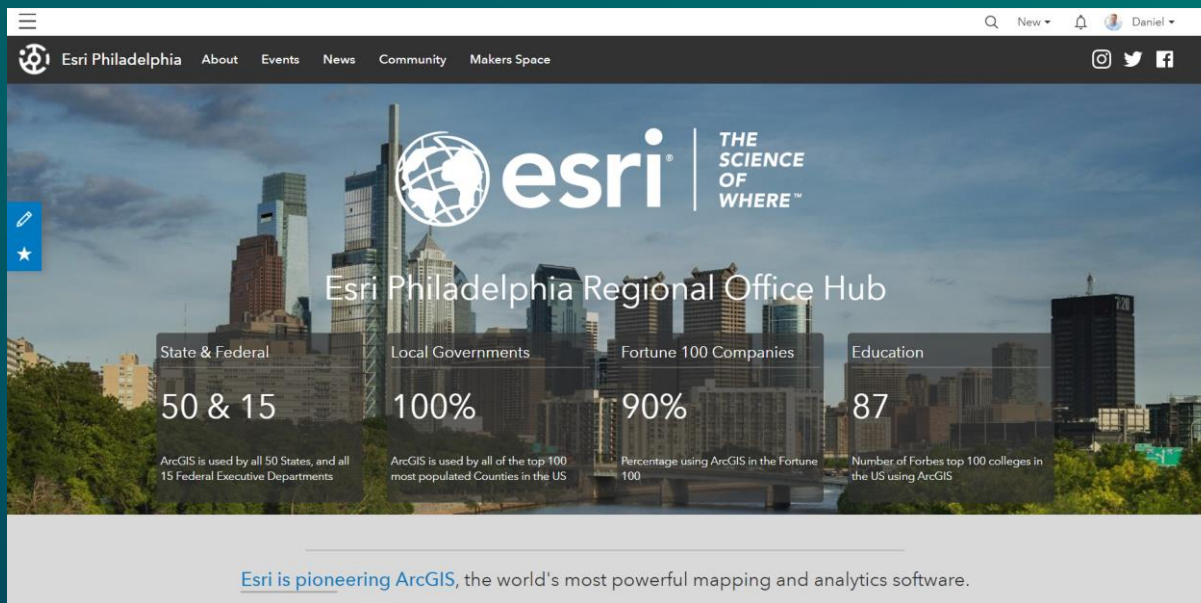 New
Daniel
Esri Philadelphia
About
Events
News
Community
Makers Space
esri
THE
SCIENCE
OF
WHERE™
Esri Philadelphia Regional Office Hub
State & Federal
50 & 15
ArcGIS is used by all 50 States, and all
15 Federal Executive Departments
Local Governments
100%
ArcGIS is used by all of the top 100
most populated Counties in the US
Fortune 100 Companies
90%
Percentage using ArcGIS in the Fortune
100
Education
87
Number of Forbes top 100 colleges in
the US using ArcGIS
Esri is pioneering ArcGIS, the world's most powerful mapping and analytics software.